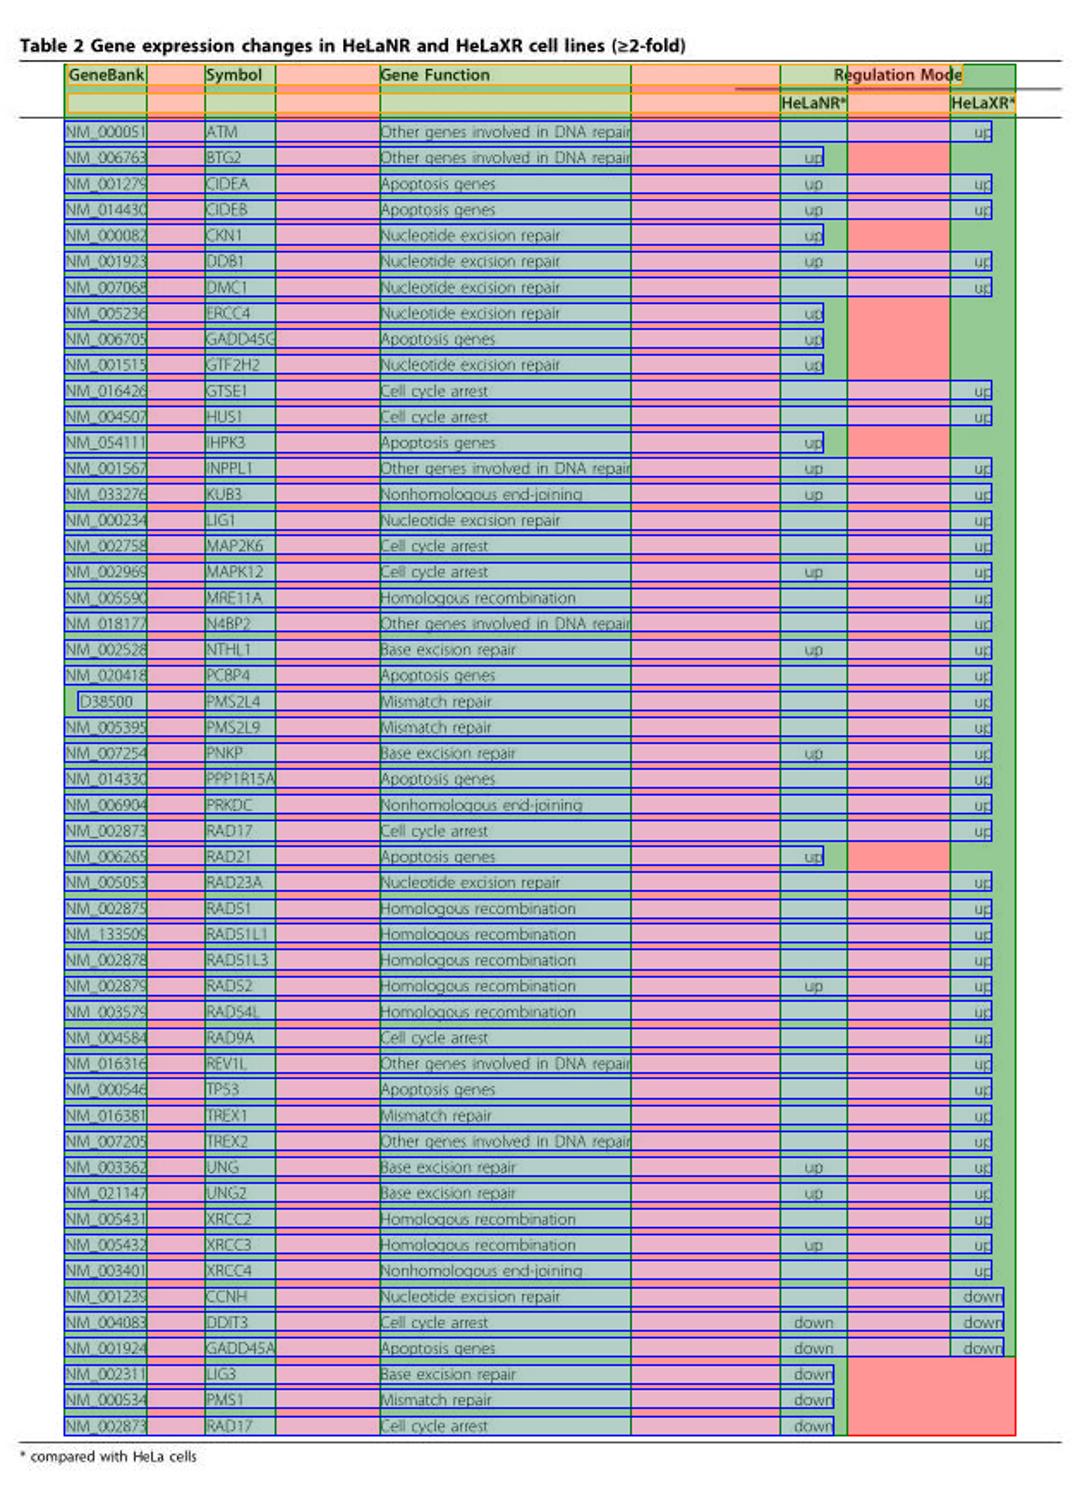 Table 2 Gene expression changes in HeLaNR and HeLaXR cell lines (≥2-fold)
GeneBank Symbol Gene Function Regulation Mode
HeLaNR* HeLaXR*
NM_000051 ATM Other genes involved in DNA repair up
NM_006763 BTG2 Other genes involved in DNA repair up
NM_001279 CIDEA Apoptosis genes up up
NM_014430 CIDEB Apoptosis genes up up
NM_000082 CKN1 Nucleotide excision repair up
NM_001923 DDB1 Nucleotide excision repair up up
NM_007068 DMC1 Nucleotide excision repair up
NM_005236 ERCC4 Nucleotide excision repair up
NM_006705 GADD45G Apoptosis genes up
NM_001515 GTF2H2 Nucleotide excision repair up
NM_016426 GTSE1 Cell cycle arrest up
NM_004507 HUS1 Cell cycle arrest up
NM_054111 IHPK3 Apoptosis genes up
NM_001567 INPPL1 Other genes involved in DNA repair up up
NM_033276 KUB3 Nonhomologous end-joining up up
NM_000234 LIG1 Nucleotide excision repair up
NM_002758 MAP2K6 Cell cycle arrest up
NM_002969 MAPK12 Cell cycle arrest up up
NM_005590 MRE11A Homologous recombination up
NM_018177 N4BP2 Other genes involved in DNA repair up
NM_002528 NTHL1 Base excision repair up up
NM_020418 PCBP4 Apoptosis genes up
D38500 PMS2L4 Mismatch repair up
NM_005395 PMS2L9 Mismatch repair up
NM_007254 PNKP Base excision repair up up
NM_014330 PPP1R15A Apoptosis genes up
NM_006904 PRKDC Nonhomologous end-joining up
NM_002873 RAD17 Cell cycle arrest up
NM_006265 RAD21 Apoptosis genes up
NM_005053 RAD23A Nucleotide excision repair up
NM_002875 RAD51 Homologous recombination up
NM_133509 RAD51L1 Homologous recombination up
NM_002878 RAD51L3 Homologous recombination up
NM_002879 RAD52 Homologous recombination up up
NM_003579 RAD54L Homologous recombination up
NM_004584 RAD9A Cell cycle arrest up
NM_016316 REV1L Other genes involved in DNA repair up
NM_000546 TP53 Apoptosis genes up
NM_016381 TREX1 Mismatch repair up
NM_007205 TREX2 Other genes involved in DNA repair up
NM_003362 UNG Base excision repair up up
NM_021147 UNG2 Base excision repair up up
NM_005431 XRCC2 Homologous recombination up
NM_005432 XRCC3 Homologous recombination up up
NM_003401 XRCC4 Nonhomologous end-joining up
NM_001239 CCNH Nucleotide excision repair down
NM_004083 DDIT3 Cell cycle arrest down down
NM_001924 GADD45A Apoptosis genes down down
NM_002311 LIG3 Base excision repair down
NM_000534 PMS1 Mismatch repair down
NM_002873 RAD17 Cell cycle arrest down
* compared with HeLa cells